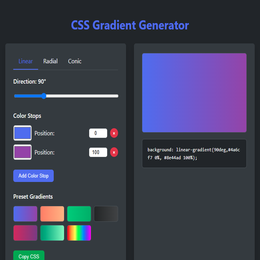 CSS Gradient Generator
Linear
Radial
Conic
Direction: 90°
Color Stops
Position:
0
Position:
100
Add Color Stop
Preset Gradients
Copy CSS
background: linear-gradient(90deg,
0%, #8e44ad 100%);